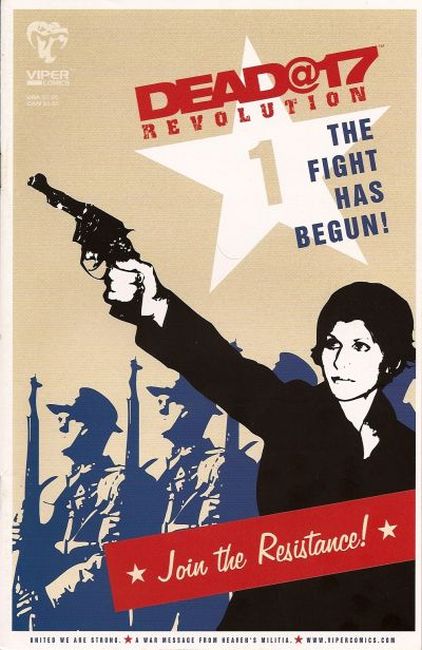 VIPER
COMICS
DEAD@17™
REVOLUTION
1
THE
FIGHT
HAS
BEGUN!
Join the Resistance!
UNITED WE ARE STRONG. ★ A WAR MESSAGE FROM HEAVEN'S MILITIA. ★ WWW.VIPERCOMICS.COM